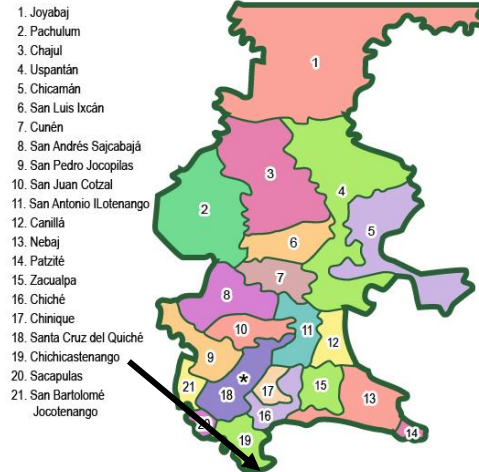 1. Joyabaj
2. Pachulum
3. Chajul
4. Uspantán
5. Chicamán
6. San Luis Ixcán
7. Cunén
8. San Andrés Sajcabajá
9. San Pedro Jocopilas
10. San Juan Cotzal
11. San Antonio ILotenango
12. Canillá
13. Nebaj
14. Patzité
15. Zacualpa
16. Chiché
17. Chinique
18. Santa Cruz del Quiché
19. Chichicastenango
20. Sacapulas
21. San Bartolomé
Jocotenango
1
3
2
4
5
6
7
8
10
11
12
9
*
21
18
17
15
13
16
20
19
14